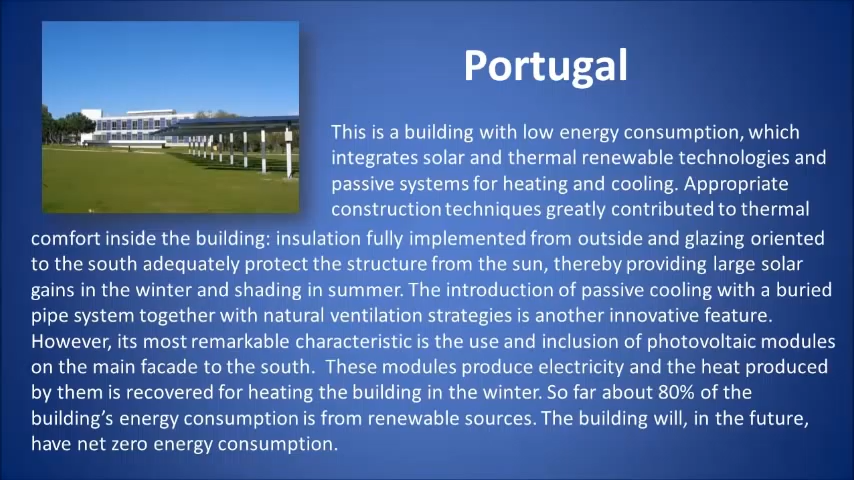 Portugal
This is a building with low energy consumption, which
integrates solar and thermal renewable technologies and
passive systems for heating and cooling. Appropriate
construction techniques greatly contributed to thermal
comfort inside the building: insulation fully implemented from outside and glazing oriented
to the south adequately protect the structure from the sun, thereby providing large solar
gains in the winter and shading in summer. The introduction of passive cooling with a buried
pipe system together with natural ventilation strategies is another innovative feature.
However, its most remarkable characteristic is the use and inclusion of photovoltaic modules
on the main facade to the south. These modules produce electricity and the heat produced
by them is recovered for heating the building in the winter. So far about 80% of the
building’s energy consumption is from renewable sources. The building will, in the future,
have net zero energy consumption.